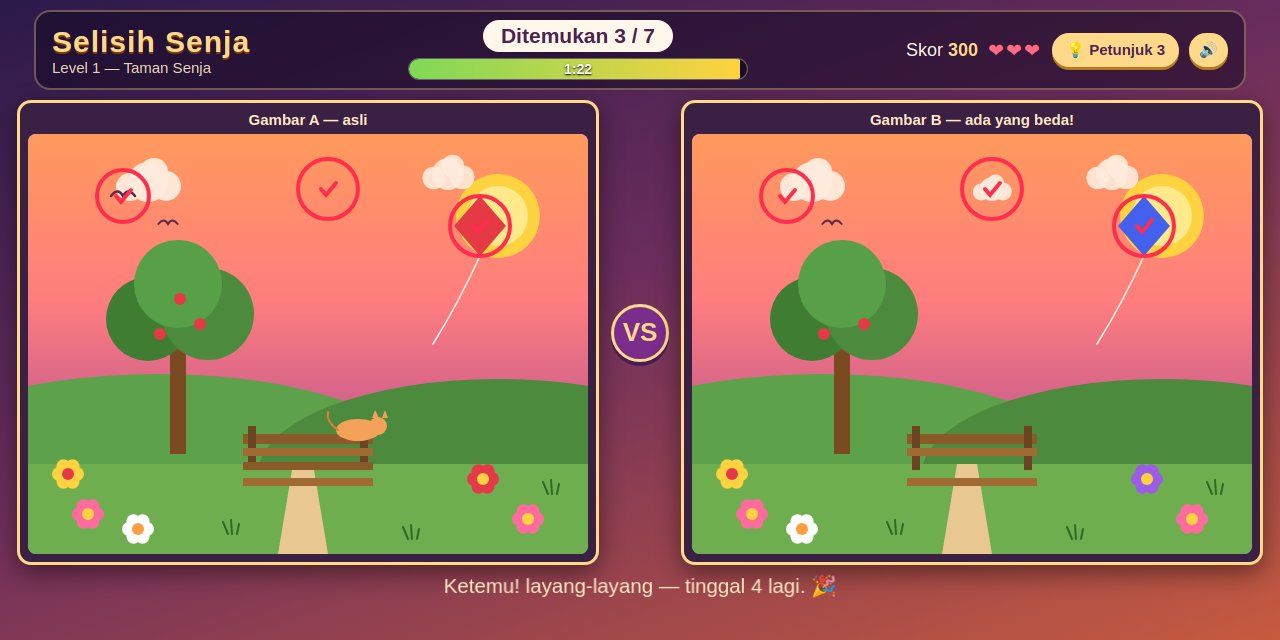 Selisih Senja
Level 1 — Taman Senja
Ditemukan 3 / 7
1:22
Skor 300 ❤❤❤
💡 Petunjuk 3
🔊
Gambar A — asli
Gambar B — ada yang beda!
VS
Ketemu! layang-layang — tinggal 4 lagi. 🎉